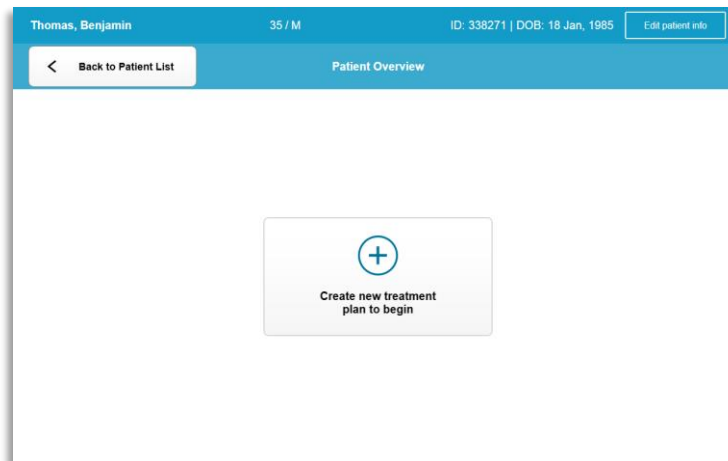 Thomas, Benjamin 35 / M ID: 338271 | DOB: 18 Jan, 1985 Edit patient info
Back to Patient List Patient Overview
Create new treatment
plan to begin